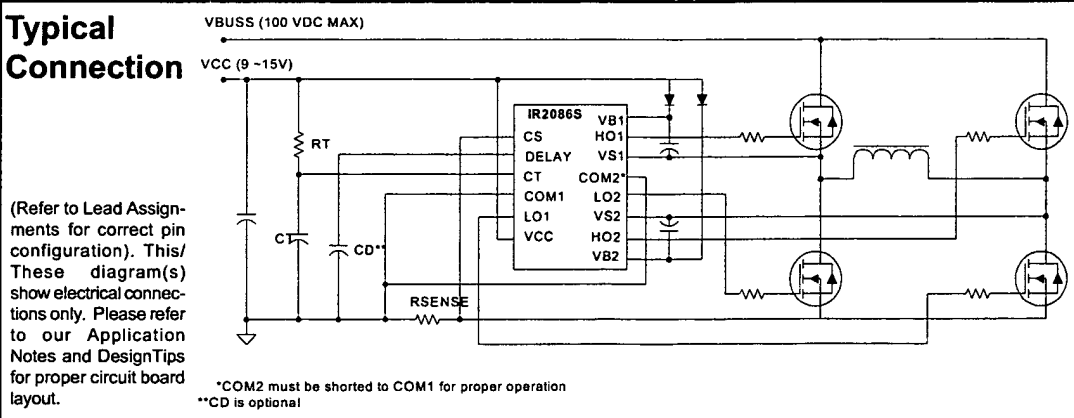 Typical
Connection
VBUSS (100 VDC MAX)
VCC (9 ~15V)
IR2086S
VB1
CS
HO1
DELAY
VS1
CT
COM2*
COM1
LO2
LO1
VS2
VCC
HO2
VB2
RT
CT
CD**
RSENSE
(Refer to Lead Assign-
ments for correct pin
configuration). This/
These diagram(s)
show electrical connec-
tions only. Please refer
to our Application
Notes and DesignTips
for proper circuit board
layout.
*COM2 must be shorted to COM1 for proper operation
**CD is optional